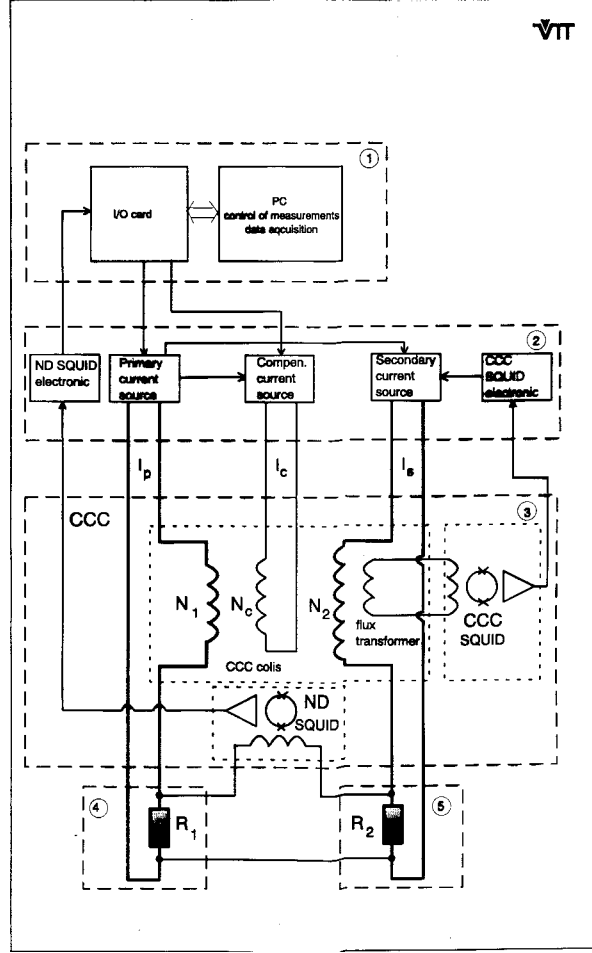 VTT
1
I/O card
PC
control of measurements
data aqcuisition
2
ND SQUID
electronic
Primary
current
source
Compen.
current
source
Secondary
current
source
CCC
SQUID
electronic
Ip
Ic
Is
CCC
3
N1
Nc
N2
flux
transformer
CCC
SQUID
CCC colis
ND
SQUID
4
R1
R2
5